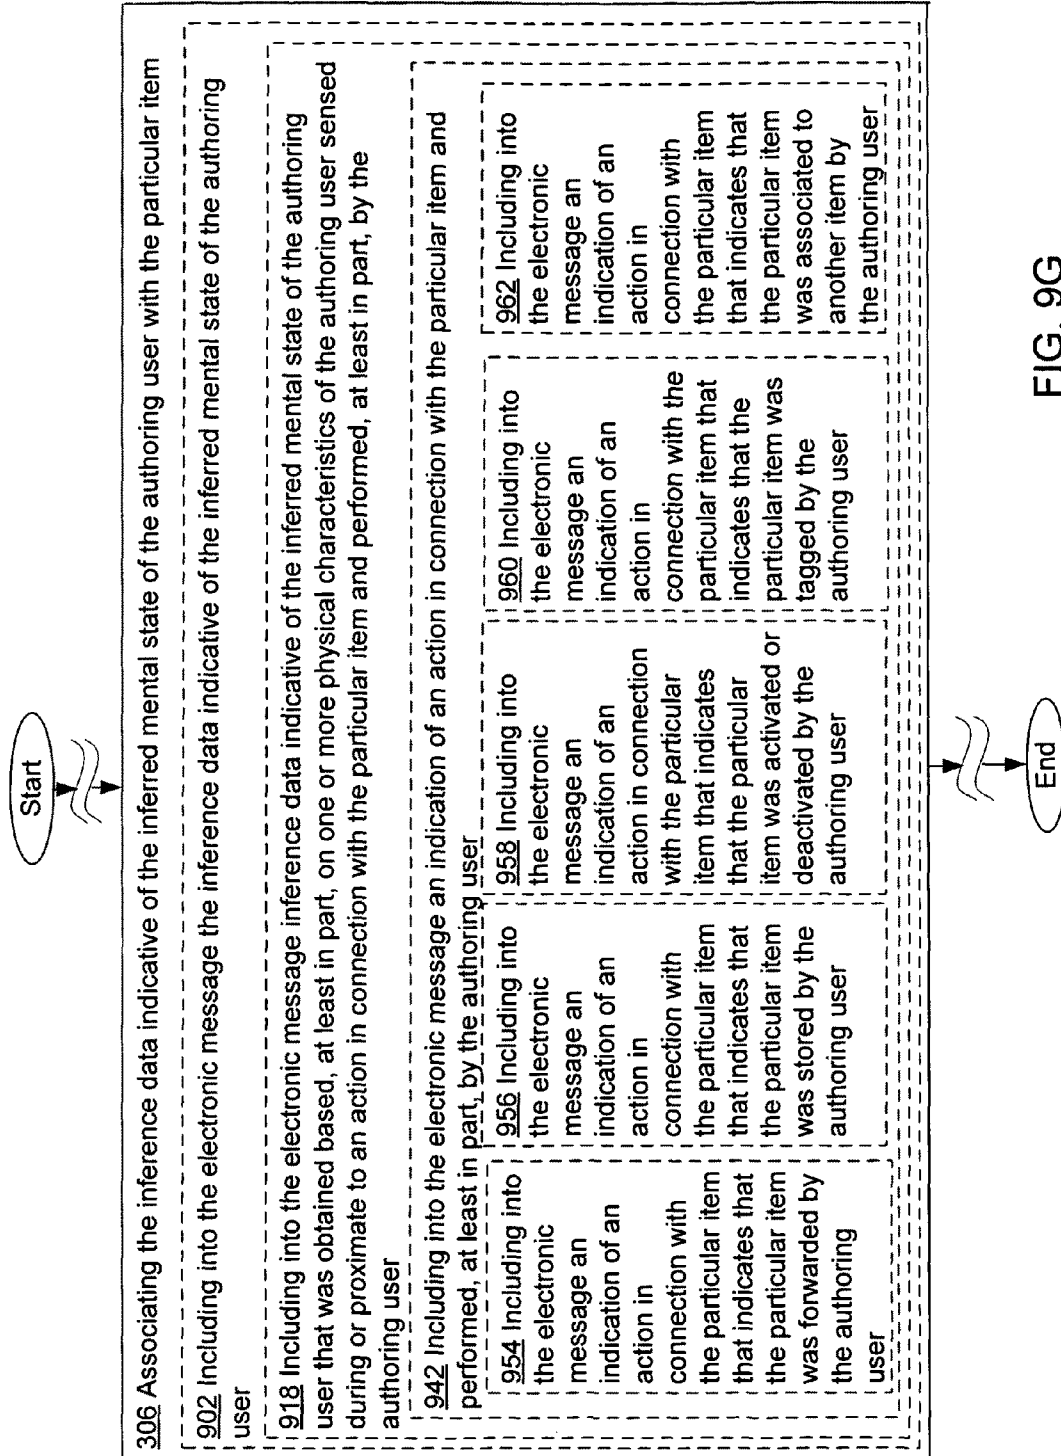 Start
306 Associating the inference data indicative of the inferred mental state of the authoring user with the particular item
902 Including into the electronic message the inference data indicative of the inferred mental state of the authoring
user
918 Including into the electronic message inference data indicative of the inferred mental state of the authoring
user that was obtained based, at least in part, on one or more physical characteristics of the authoring user sensed
during or proximate to an action in connection with the particular item and performed, at least in part, by the
authoring user
942 Including into the electronic message an indication of an action in connection with the particular item and
performed, at least in part, by the authoring user
954 Including into
the electronic
message an
indication of an
action in
connection with
the particular item
that indicates that
the particular item
was forwarded by
the authoring
user
956 Including into
the electronic
message an
indication of an
action in
connection with
the particular item
that indicates that
the particular item
was stored by the
authoring user
958 Including into
the electronic
message an
indication of an
action in connection
with the particular
item that indicates
that the particular
item was activated or
deactivated by the
authoring user
960 Including into
the electronic
message an
indication of an
action in
connection with the
particular item that
indicates that the
particular item was
tagged by the
authoring user
962 Including into
the electronic
message an
indication of an
action in
connection with
the particular item
that indicates that
the particular item
was associated to
another item by
the authoring user
End
FIG. 9G